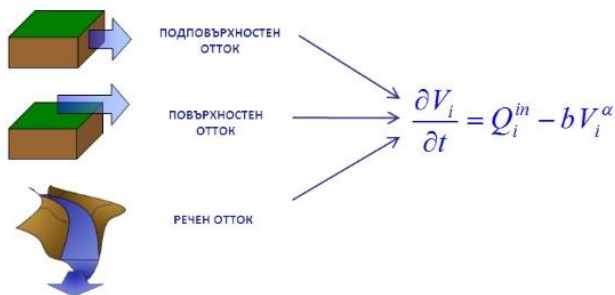 ПОДПОВЪРХНОСТЕН
ОТТОК
ПОВЪРХНОСТЕН
ОТТОК
РЕЧЕН ОТТОК
∂V_i/∂t = Q_i^{in} − bV_i^α